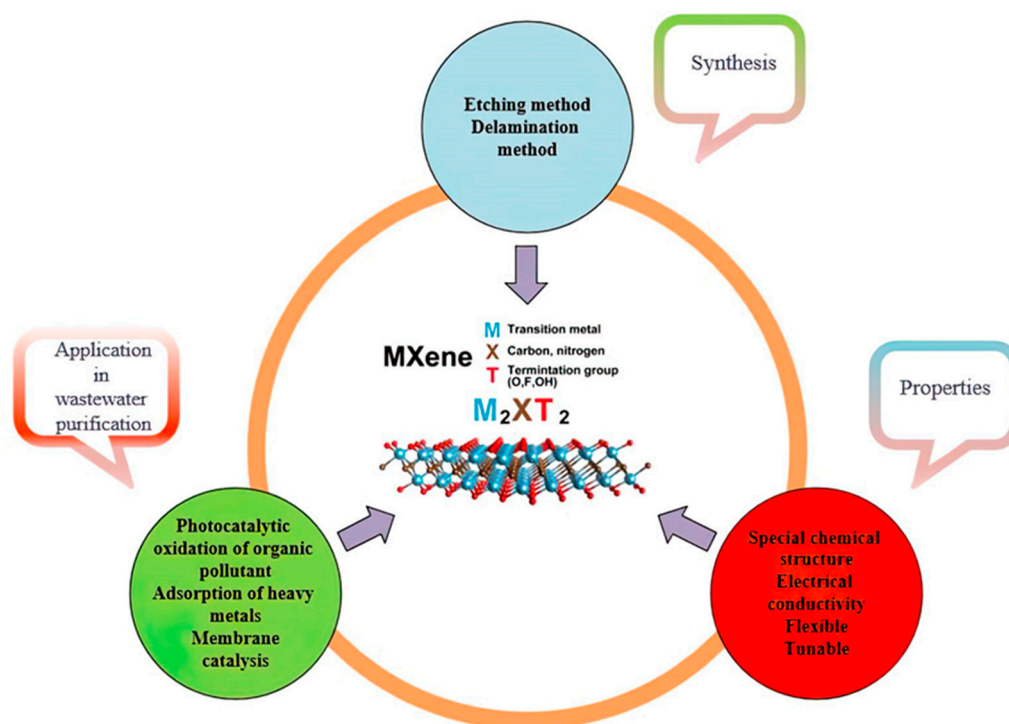 Synthesis
Etching method
Delamination
method
MXene
M Transition metal
X Carbon, nitrogen
T Termintation group
(O,F,OH)
M₂XT₂
Application
in
wastewater
purification
Properties
Photocatalytic
oxidation of organic
pollutant
Adsorption of heavy
metals
Membrane
catalysis
Special chemical
structure
Electrical
conductivity
Flexible
Tunable